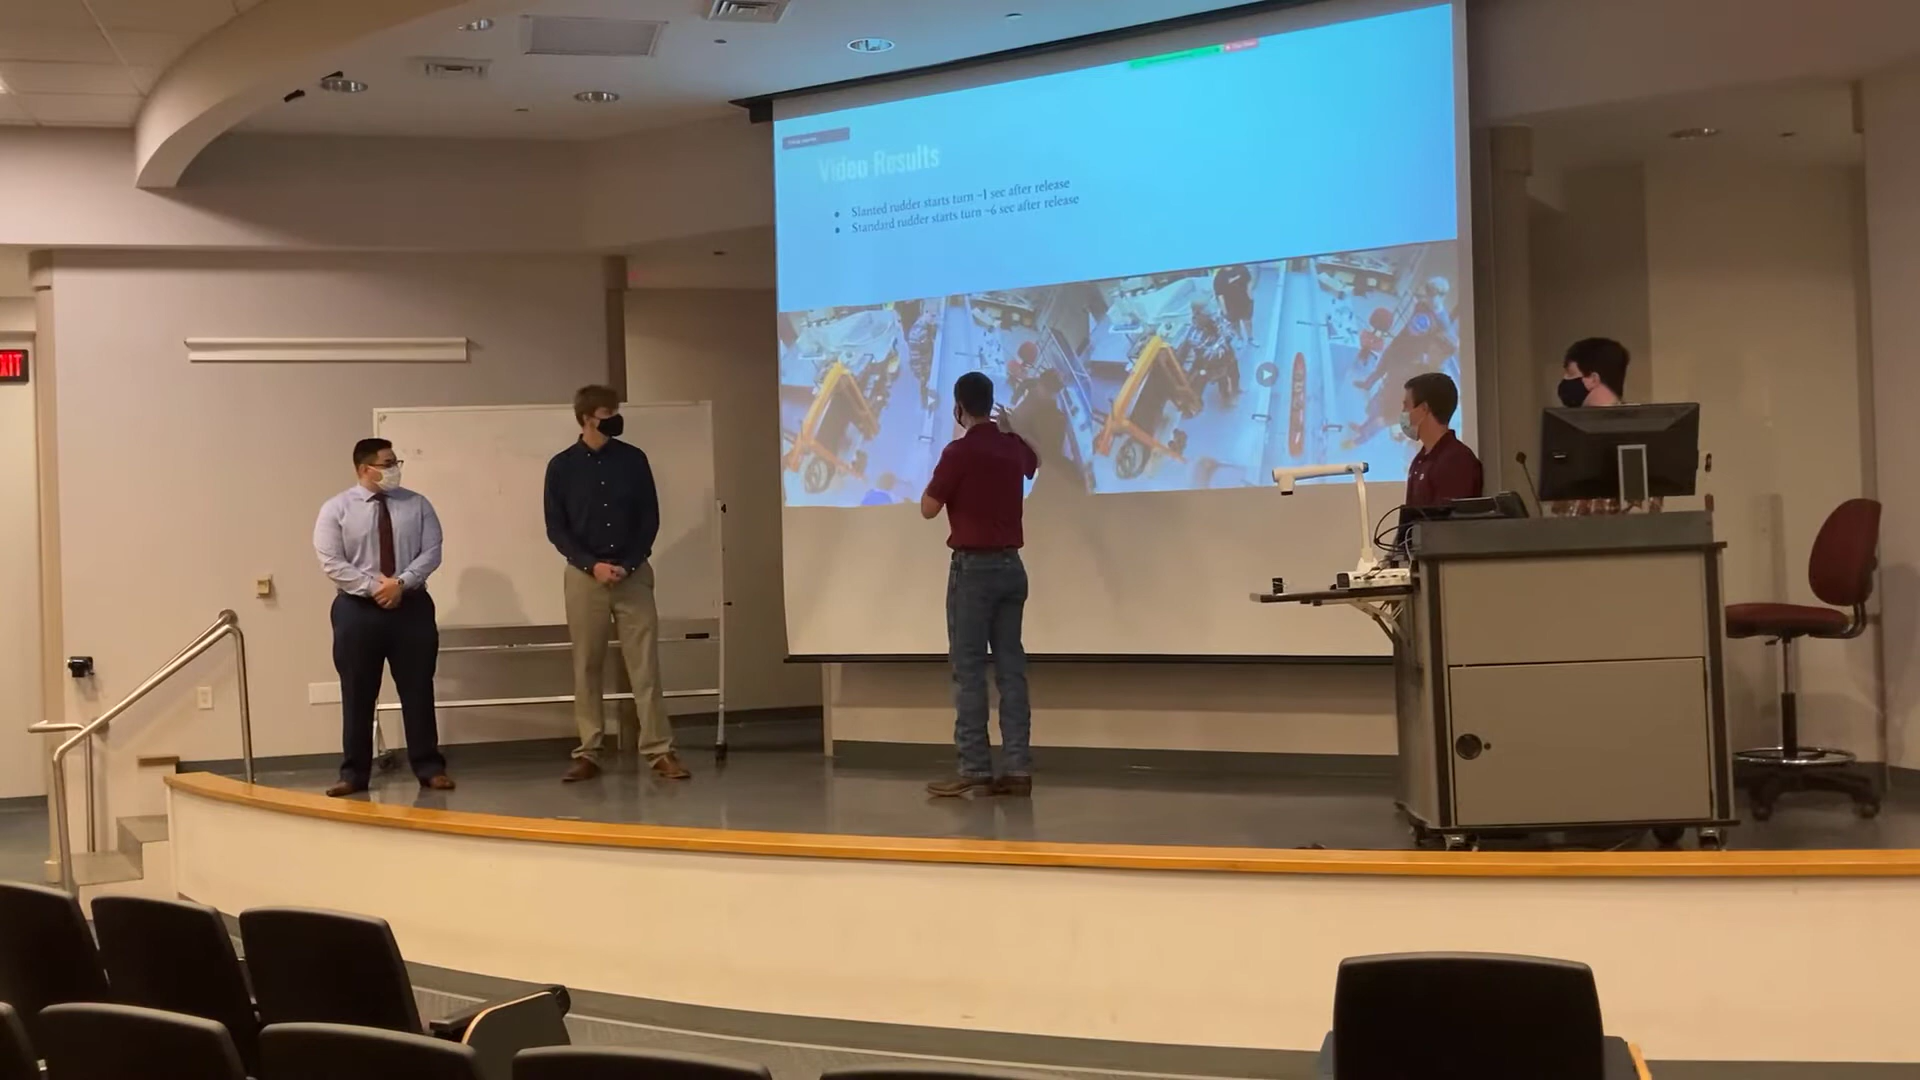 Video Results
• Slanted rudder starts turn ~1 sec after release
• Standard rudder starts turn ~6 sec after release
EXIT